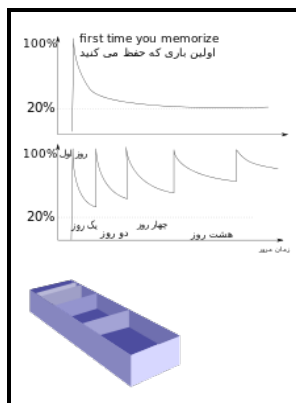 100%
first time you memorize
اولین باری که حفظ می کنید
20%
100%
روز اول
20%
یک روز
دو روز
چهار روز
هشت روز
زمان مرور